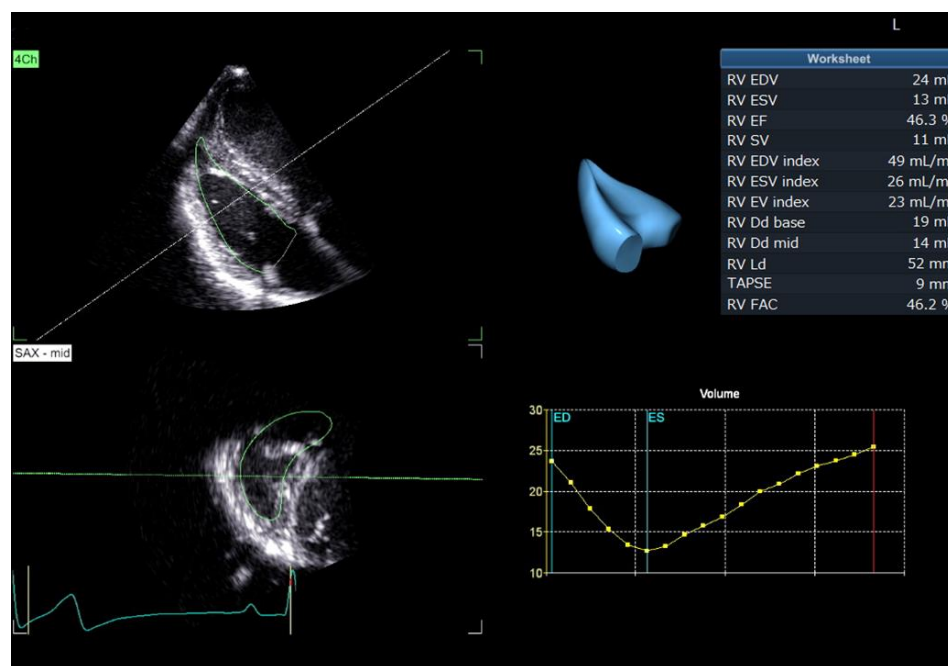 L
4Ch
Worksheet
RV EDV 24 m
RV ESV 13 m
RV EF 46.3 %
RV SV 11 m
RV EDV index 49 mL/m
RV ESV index 26 mL/m
RV EV index 23 mL/m
RV Dd base 19 m
RV Dd mid 14 m
RV Ld 52 mm
TAPSE 9 mm
RV FAC 46.2 %
SAX - mid
Volume
30
ED
ES
25
20
15
10